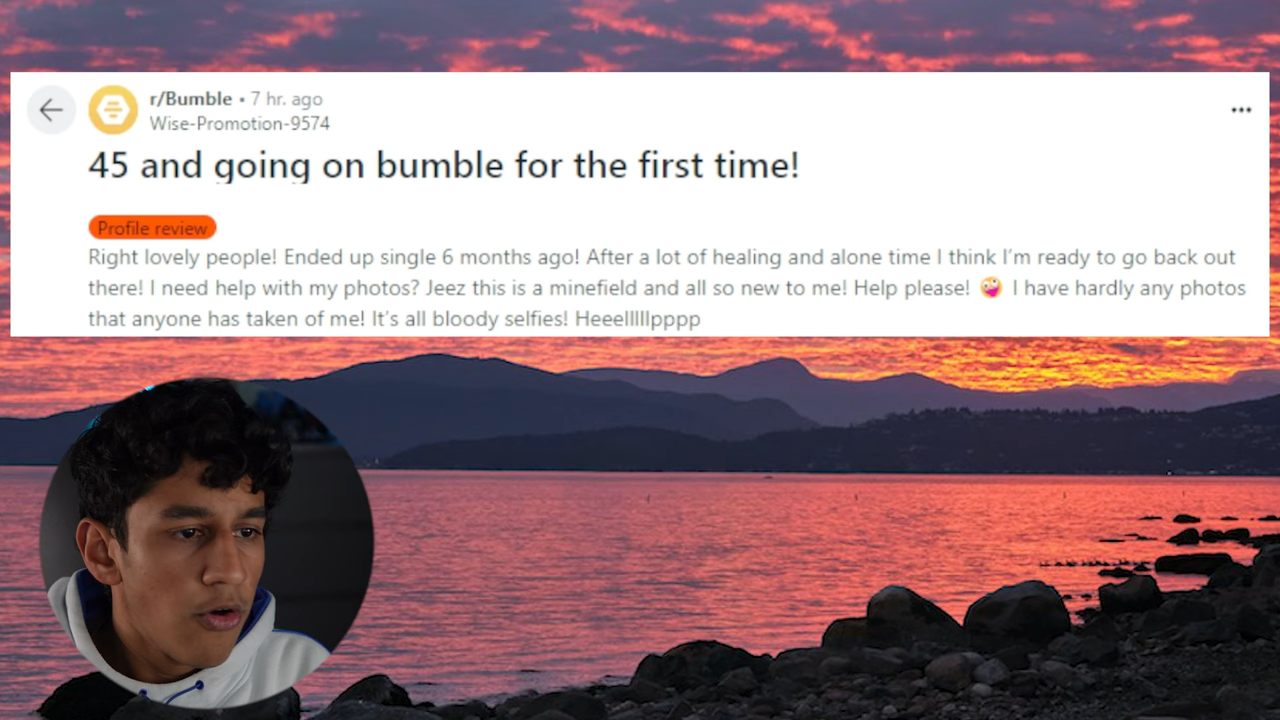 r/Bumble • 7 hr. ago
Wise-Promotion-9574
45 and going on bumble for the first time!
Profile review
Right lovely people! Ended up single 6 months ago! After a lot of healing and alone time I think I’m ready to go back out
there! I need help with my photos? Jeez this is a minefield and all so new to me! Help please! 🤪 I have hardly any photos
that anyone has taken of me! It’s all bloody selfies! Heeellllllpppp